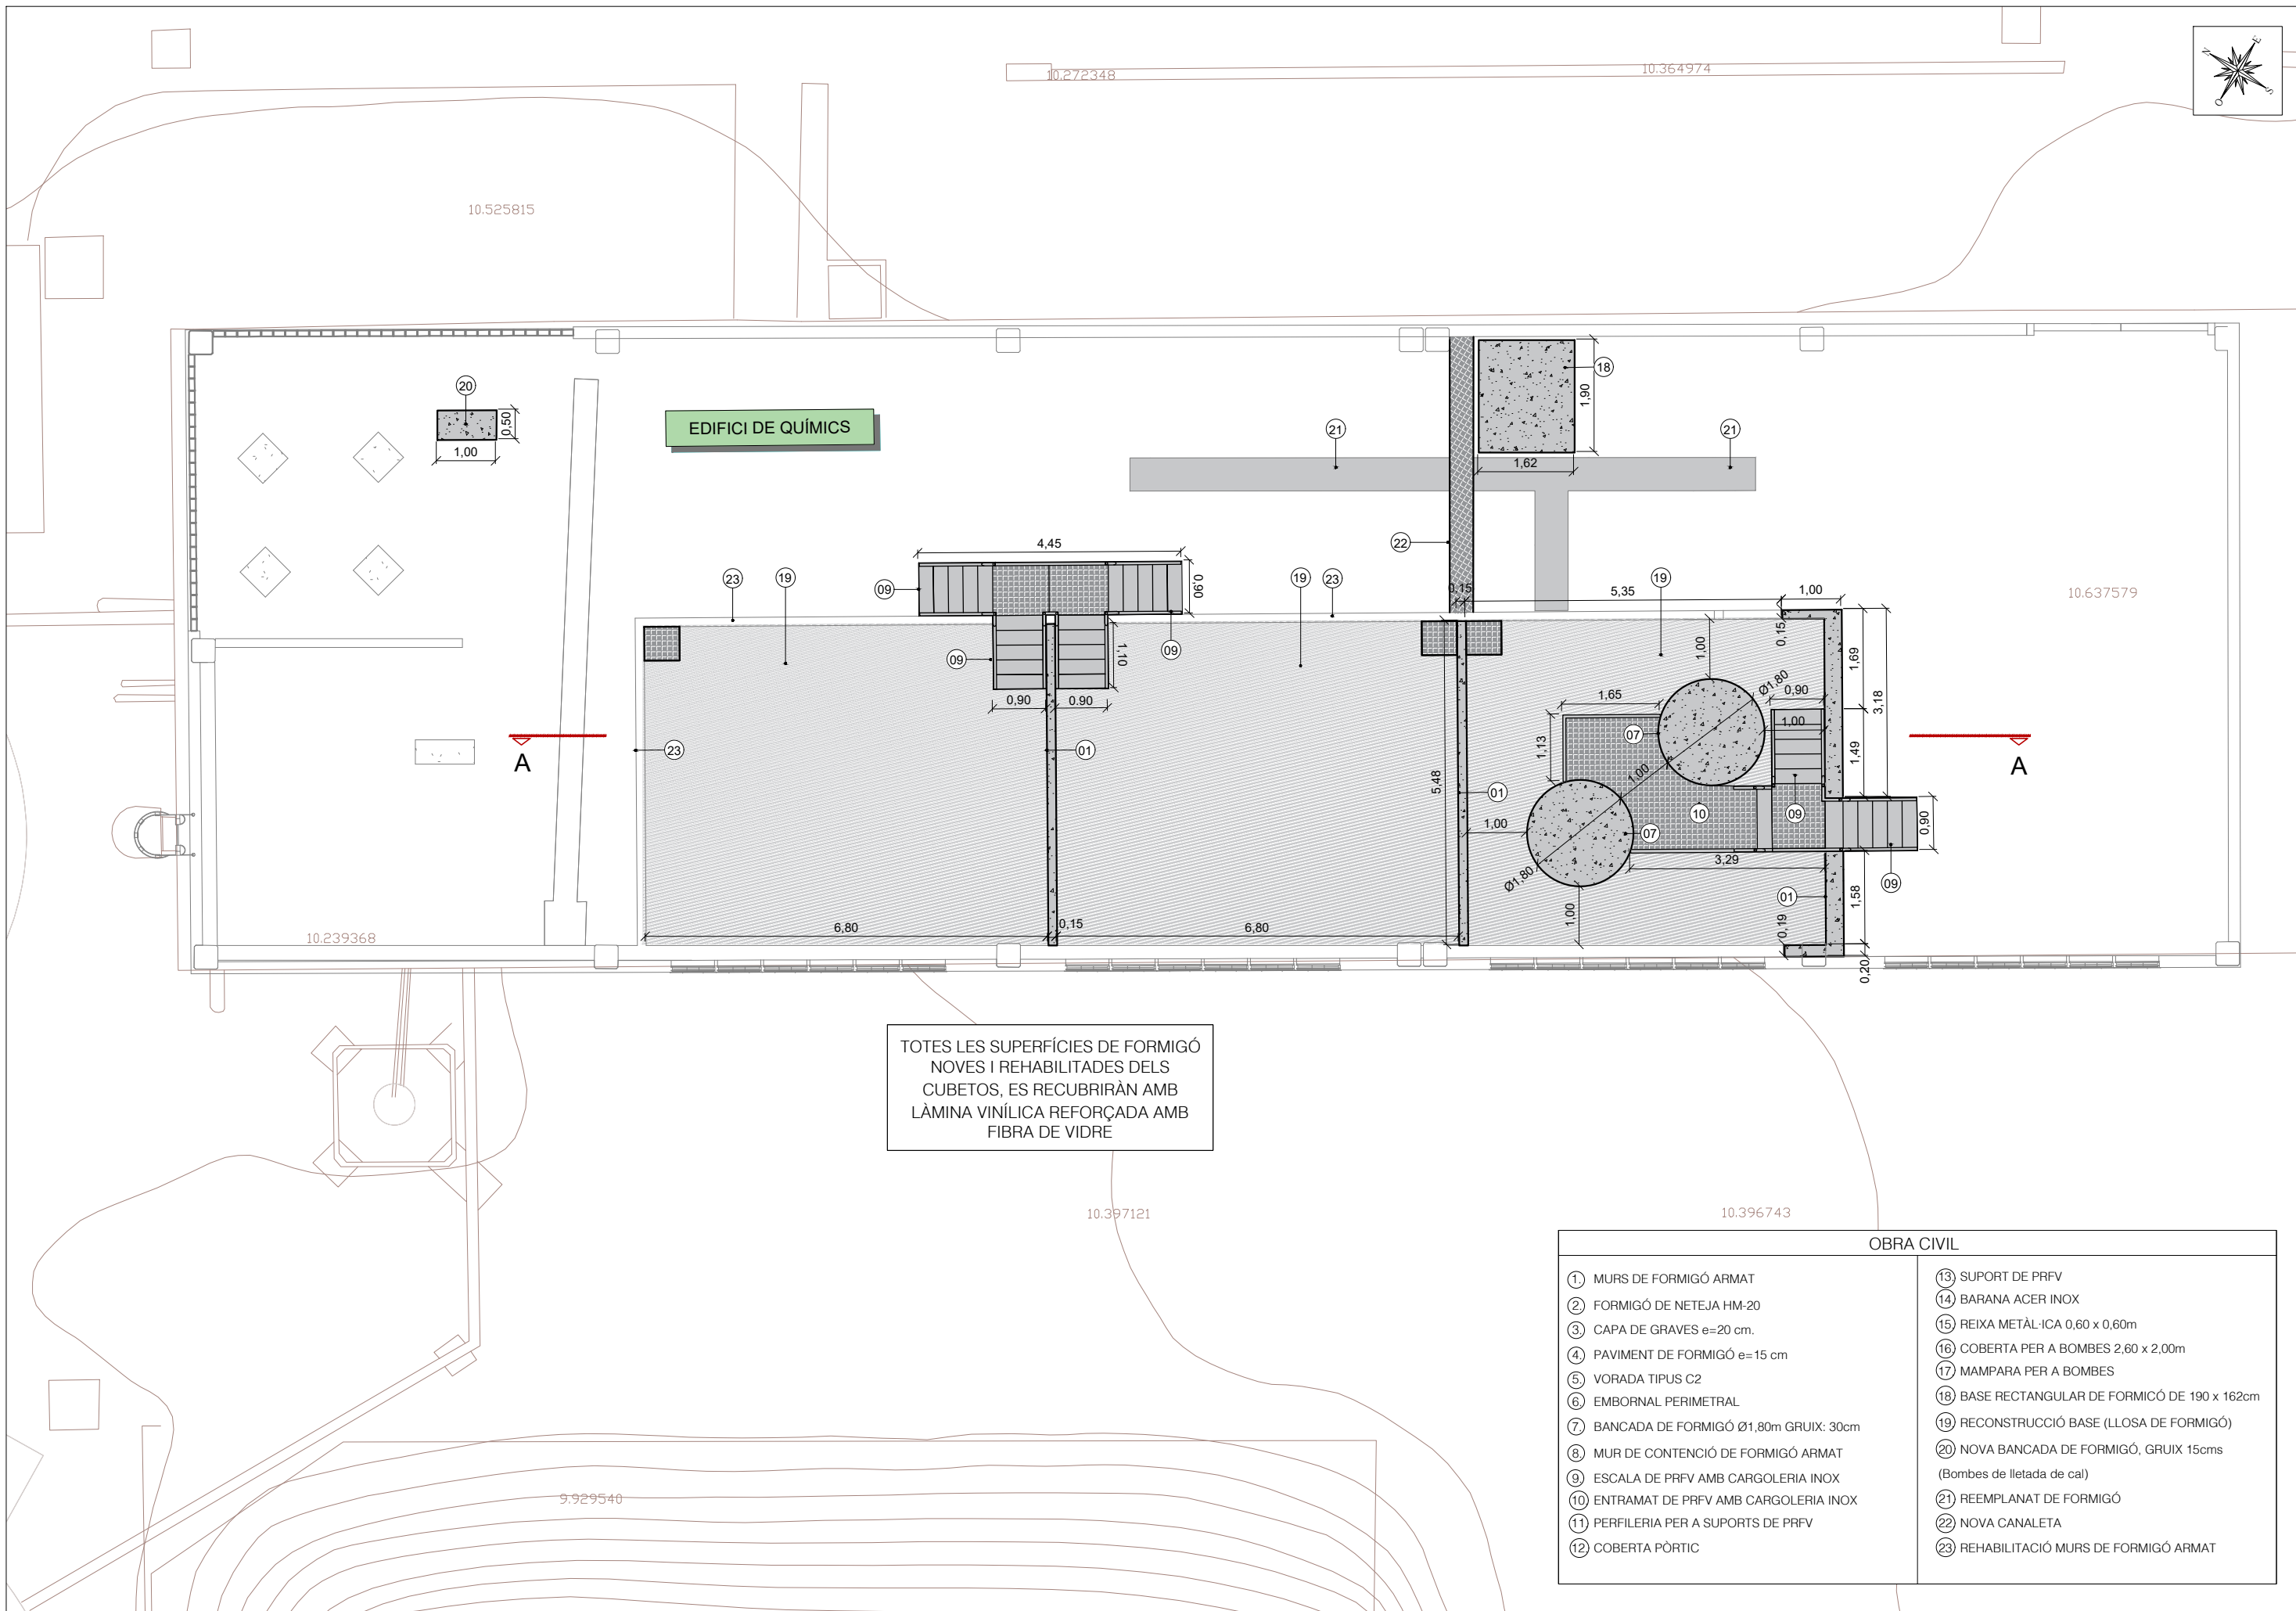 10.272348
10.364974
N
E
S
O
10.525815
20
0,50
1,00
EDIFICI DE QUÍMICS
18
1,90
1,62
21
21
22
4,45
0,90
09
23
19
19
23
0,15
5,35
19
1,00
10.637579
09
09
1,10
0,90
0.90
0,15
1,69
3,18
1,00
Ø1,80
0,90
1,65
1,00
07
1,13
1,49
A
A
23
01
5,48
01
1,00
10
09
0,90
1,00
07
3,29
Ø1,80
09
01
1,58
1,00
0,19
0,20
6,80
0,15
6,80
10.239368
TOTES LES SUPERFÍCIES DE FORMIGÓ
NOVES I REHABILITADES DELS
CUBETOS, ES RECUBRIRÀN AMB
LÀMINA VINÍLICA REFORÇADA AMB
FIBRA DE VIDRE
10.397121
10.396743
9.929540
OBRA CIVIL
1. MURS DE FORMIGÓ ARMAT
2. FORMIGÓ DE NETEJA HM-20
3. CAPA DE GRAVES e=20 cm.
4. PAVIMENT DE FORMIGÓ e=15 cm
5. VORADA TIPUS C2
6. EMBORNAL PERIMETRAL
7. BANCADA DE FORMIGÓ Ø1,80m GRUIX: 30cm
8. MUR DE CONTENCIÓ DE FORMIGÓ ARMAT
9. ESCALA DE PRFV AMB CARGOLERIA INOX
10. ENTRAMAT DE PRFV AMB CARGOLERIA INOX
11. PERFILERIA PER A SUPORTS DE PRFV
12. COBERTA PÒRTIC
13. SUPORT DE PRFV
14. BARANA ACER INOX
15. REIXA METÀL·ICA 0,60 x 0,60m
16. COBERTA PER A BOMBES 2,60 x 2,00m
17. MAMPARA PER A BOMBES
18. BASE RECTANGULAR DE FORMICÓ DE 190 x 162cm
19. RECONSTRUCCIÓ BASE (LLOSA DE FORMIGÓ)
20. NOVA BANCADA DE FORMIGÓ, GRUIX 15cms
(Bombes de lletada de cal)
21. REEMPLANAT DE FORMIGÓ
22. NOVA CANALETA
23. REHABILITACIÓ MURS DE FORMIGÓ ARMAT